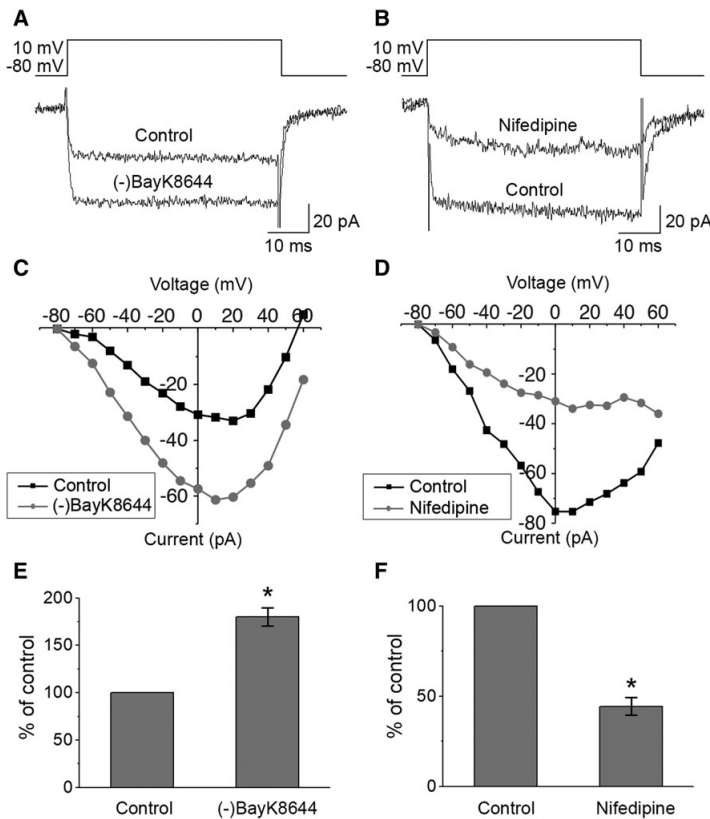 A
10 mV
-80 mV
Control
(-)BayK8644
20 pA
10 ms
B
10 mV
-80 mV
Nifedipine
Control
20 pA
10 ms
C
Voltage (mV)
-80 -60 -40 -20 0 20 40 60
-20
-40
-60
Control
(-)BayK8644
Current (pA)
D
Voltage (mV)
-80 -60 -40 -20 0 20 40 60
-20
-40
-60
-80
Control
Nifedipine
Current (pA)
E
% of control
200
150
100
50
0
*
Control (-)BayK8644
F
% of control
100
50
0
*
Control Nifedipine